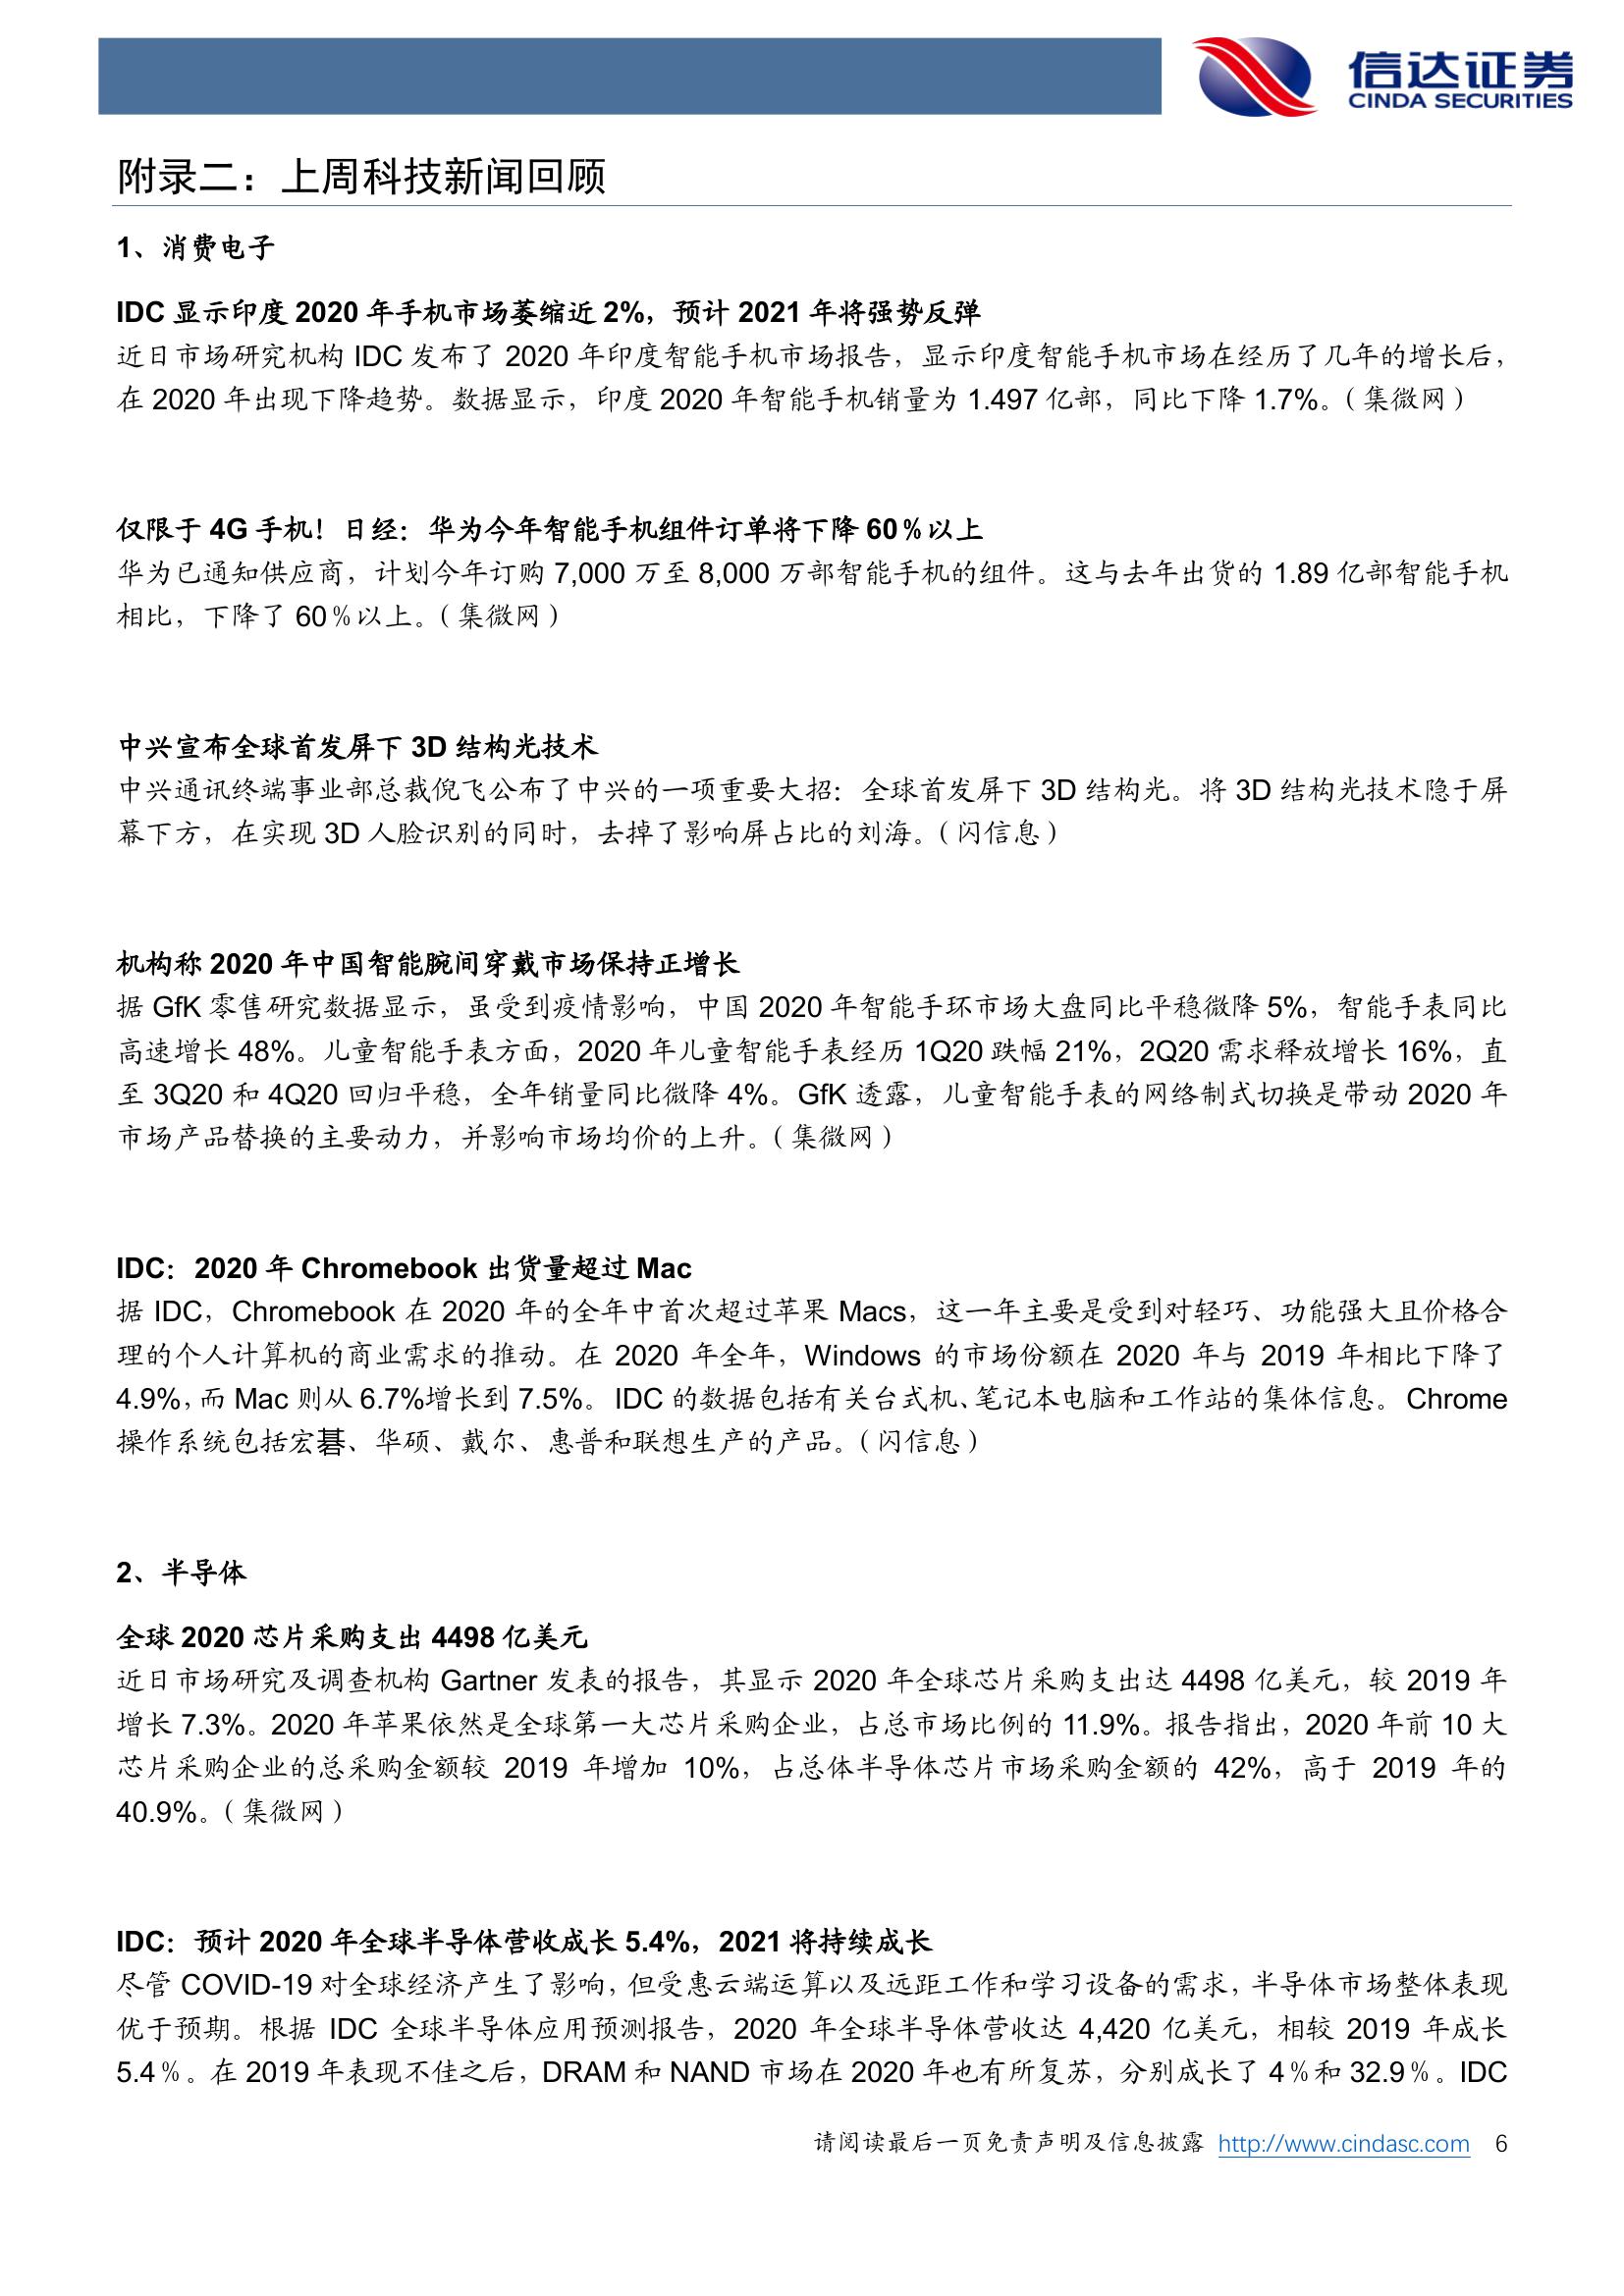 信达证券
CINDA SECURITIES
附录二：上周科技新闻回顾
1、消费电子
IDC 显示印度 2020 年手机市场萎缩近 2%，预计 2021 年将强势反弹
近日市场研究机构 IDC 发布了 2020 年印度智能手机市场报告，显示印度智能手机市场在经历了几年的增长后，
在 2020 年出现下降趋势。数据显示，印度 2020 年智能手机销量为 1.497 亿部，同比下降 1.7%。（集微网）
仅限于 4G 手机！日经：华为今年智能手机组件订单将下降 60％以上
华为已通知供应商，计划今年订购 7,000 万至 8,000 万部智能手机的组件。这与去年出货的 1.89 亿部智能手机
相比，下降了 60％以上。（集微网）
中兴宣布全球首发屏下 3D 结构光技术
中兴通讯终端事业部总裁倪飞公布了中兴的一项重要大招：全球首发屏下 3D 结构光。将 3D 结构光技术隐于屏
幕下方，在实现 3D 人脸识别的同时，去掉了影响屏占比的刘海。（闪信息）
机构称 2020 年中国智能腕间穿戴市场保持正增长
据 GfK 零售研究数据显示，虽受到疫情影响，中国 2020 年智能手环市场大盘同比平稳微降 5%，智能手表同比
高速增长 48%。儿童智能手表方面，2020 年儿童智能手表经历 1Q20 跌幅 21%，2Q20 需求释放增长 16%，直
至 3Q20 和 4Q20 回归平稳，全年销量同比微降 4%。GfK 透露，儿童智能手表的网络制式切换是带动 2020 年
市场产品替换的主要动力，并影响市场均价的上升。（集微网）
IDC：2020 年 Chromebook 出货量超过 Mac
据 IDC，Chromebook 在 2020 年的全年中首次超过苹果 Macs，这一年主要是受到对轻巧、功能强大且价格合
理的个人计算机的商业需求的推动。在 2020 年全年，Windows 的市场份额在 2020 年与 2019 年相比下降了
4.9%，而 Mac 则从 6.7%增长到 7.5%。 IDC 的数据包括有关台式机、笔记本电脑和工作站的集体信息。 Chrome
操作系统包括宏碁、华硕、戴尔、惠普和联想生产的产品。（闪信息）
2、半导体
全球 2020 芯片采购支出 4498 亿美元
近日市场研究及调查机构 Gartner 发表的报告，其显示 2020 年全球芯片采购支出达 4498 亿美元，较 2019 年
增长 7.3%。2020 年苹果依然是全球第一大芯片采购企业，占总市场比例的 11.9%。报告指出，2020 年前 10 大
芯片采购企业的总采购金额较 2019 年增加 10%，占总体半导体芯片市场采购金额的 42%，高于 2019 年的
40.9%。（集微网）
IDC：预计 2020 年全球半导体营收成长 5.4%，2021 将持续成长
尽管 COVID-19 对全球经济产生了影响，但受惠云端运算以及远距工作和学习设备的需求，半导体市场整体表现
优于预期。根据 IDC 全球半导体应用预测报告，2020 年全球半导体营收达 4,420 亿美元，相较 2019 年成长
5.4％。在 2019 年表现不佳之后，DRAM 和 NAND 市场在 2020 年也有所复苏，分别成长了 4％和 32.9％。IDC
请阅读最后一页免责声明及信息披露 http://www.cindasc.com 6